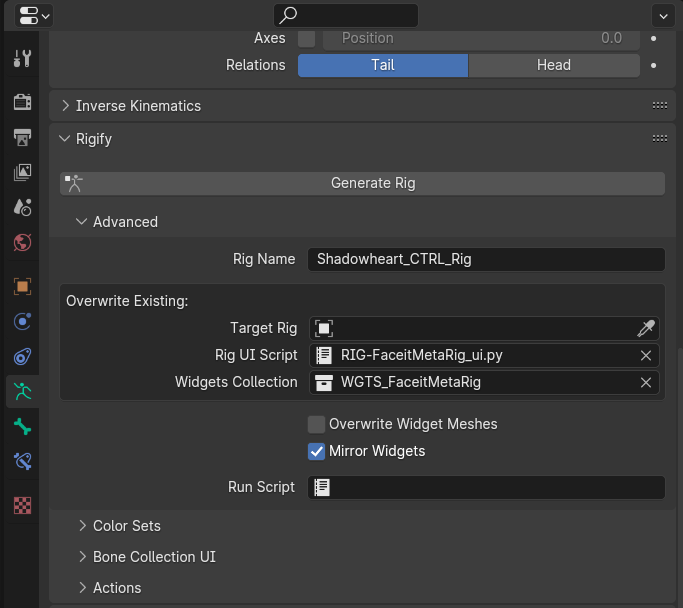 Axes Position 0.0
Relations Tail Head
Inverse Kinematics
Rigify
Generate Rig
Advanced
Rig Name Shadowheart_CTRL_Rig
Overwrite Existing:
Target Rig
Rig UI Script RIG-FaceitMetaRig_ui.py
Widgets Collection WGTS_FaceitMetaRig
Overwrite Widget Meshes
Mirror Widgets
Run Script
Color Sets
Bone Collection UI
Actions